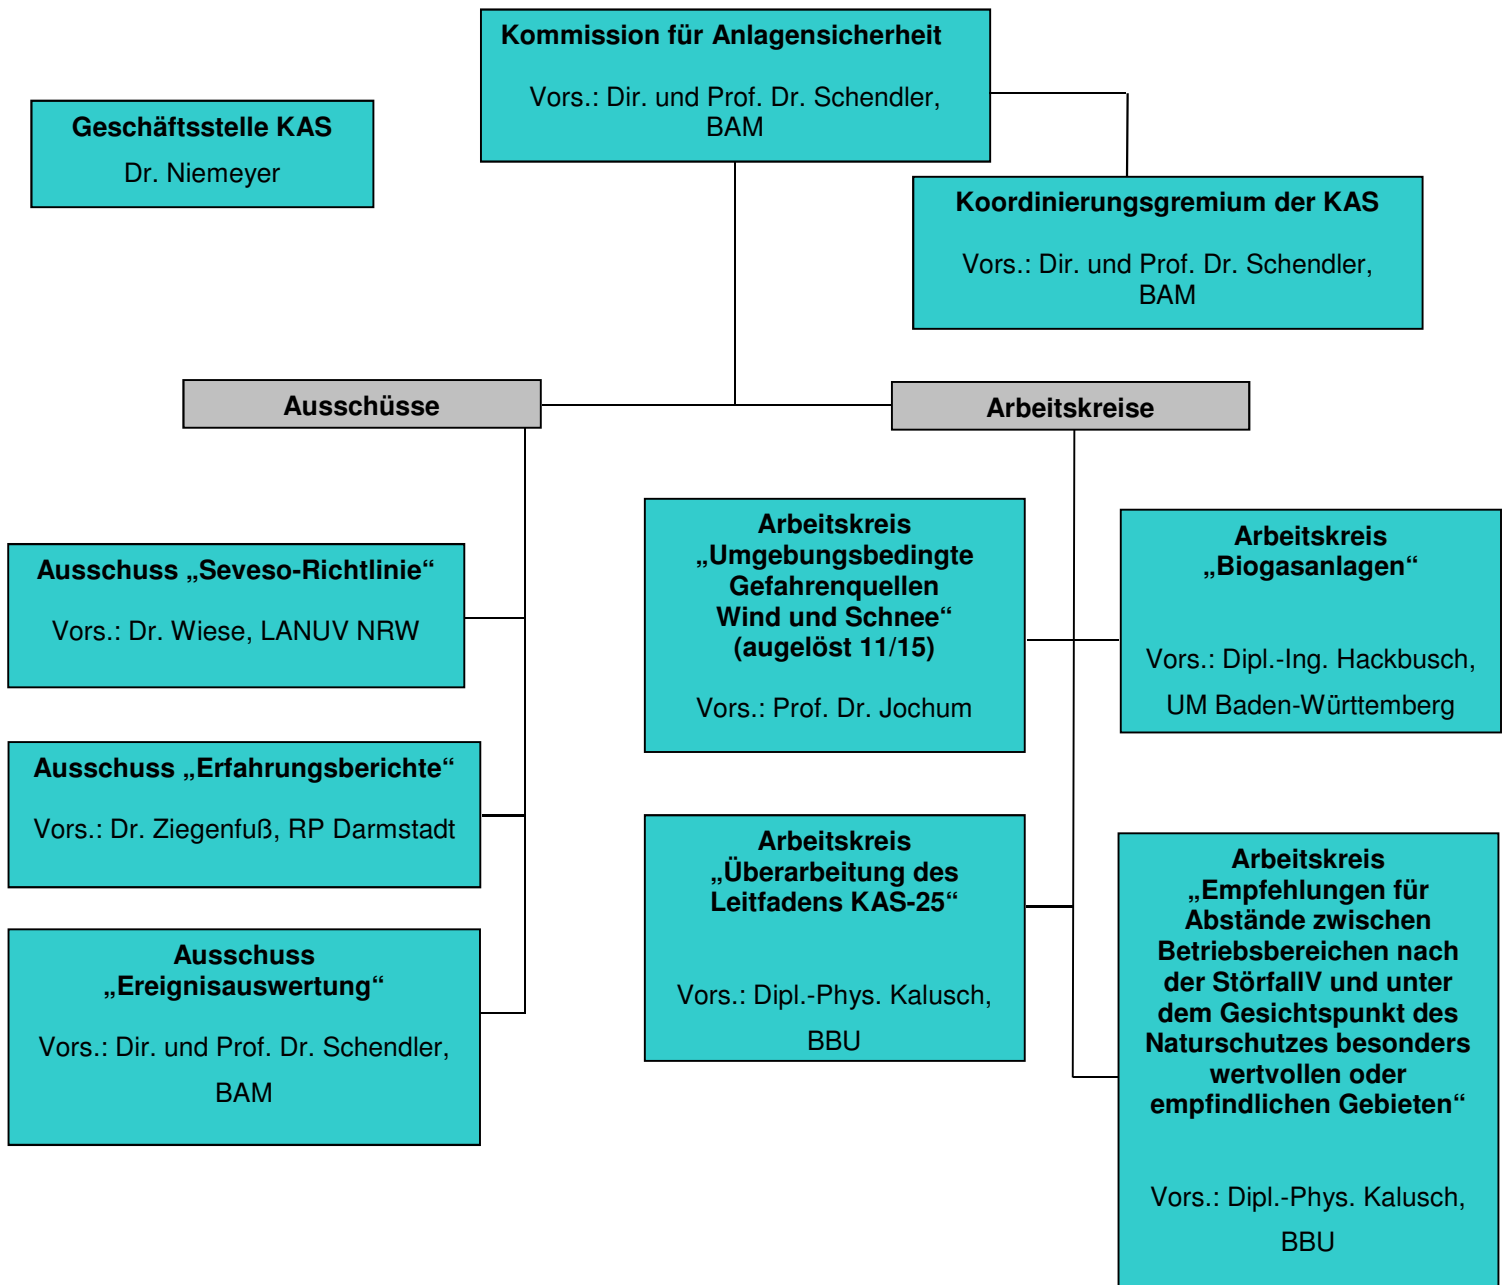 Kommission für Anlagensicherheit
Vors.: Dir. und Prof. Dr. Schendler,
BAM
Geschäftsstelle KAS
Dr. Niemeyer
Koordinierungsgremium der KAS
Vors.: Dir. und Prof. Dr. Schendler,
BAM
Ausschüsse
Arbeitskreise
Ausschuss „Seveso-Richtlinie“
Vors.: Dr. Wiese, LANUV NRW
Ausschuss „Erfahrungsberichte“
Vors.: Dr. Ziegenfuß, RP Darmstadt
Ausschuss
„Ereignisauswertung“
Vors.: Dir. und Prof. Dr. Schendler,
BAM
Arbeitskreis
„Umgebungsbedingte
Gefahrenquellen
Wind und Schnee“
(augelöst 11/15)
Vors.: Prof. Dr. Jochum
Arbeitskreis
„Biogasanlagen“
Vors.: Dipl.-Ing. Hackbusch,
UM Baden-Württemberg
Arbeitskreis
„Überarbeitung des
Leitfadens KAS-25“
Vors.: Dipl.-Phys. Kalusch,
BBU
Arbeitskreis
„Empfehlungen für
Abstände zwischen
Betriebsbereichen nach
der StörfallV und unter
dem Gesichtspunkt des
Naturschutzes besonders
wertvollen oder
empfindlichen Gebieten“
Vors.: Dipl.-Phys. Kalusch,
BBU